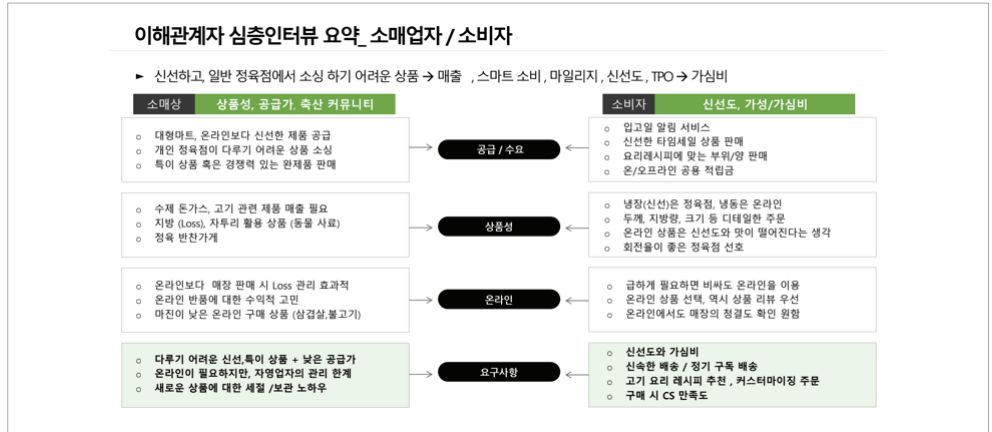 이해관계자 심층인터뷰 요약_ 소매업자 / 소비자
► 신선하고, 일반 정육점에서 소싱 하기 어려운 상품 → 매출 , 스마트 소비 , 마일리지 , 신선도 , TPO → 가심비
소매상 상품성, 공급가, 축산 커뮤니티
소비자 신선도, 가성/가심비
o 대형마트, 온라인보다 신선한 제품 공급
o 개인 정육점이 다루기 어려운 상품 소싱
o 특이 상품 혹은 경쟁력 있는 완제품 판매
공급 / 수요
o 입고일 알림 서비스
o 신선한 타임세일 상품 판매
o 요리레시피에 맞는 부위/양 판매
o 온/오프라인 공용 적립금
o 수제 돈가스, 고기 관련 제품 매출 필요
o 지방 (Loss), 자투리 활용 상품 (동물 사료)
o 정육 반찬가게
상품성
o 냉장(신선)은 정육점, 냉동은 온라인
o 두께, 지방량, 크기 등 디테일한 주문
o 온라인 상품은 신선도와 맛이 떨어진다는 생각
o 회전율이 좋은 정육점 선호
o 온라인보다 매장 판매 시 Loss 관리 효과적
o 온라인 반품에 대한 수익적 고민
o 마진이 낮은 온라인 구매 상품 (삼겹살,불고기)
온라인
o 급하게 필요하면 비싸도 온라인을 이용
o 온라인 상품 선택, 역시 상품 리뷰 우선
o 온라인에서도 매장의 청결도 확인 원함
o 다루기 어려운 신선,특이 상품 + 낮은 공급가
o 온라인이 필요하지만, 자영업자의 관리 한계
o 새로운 상품에 대한 세절 /보관 노하우
요구사항
o 신선도와 가심비
o 신속한 배송 / 정기 구독 배송
o 고기 요리 레시피 추천 , 커스터마이징 주문
o 구매 시 CS 만족도